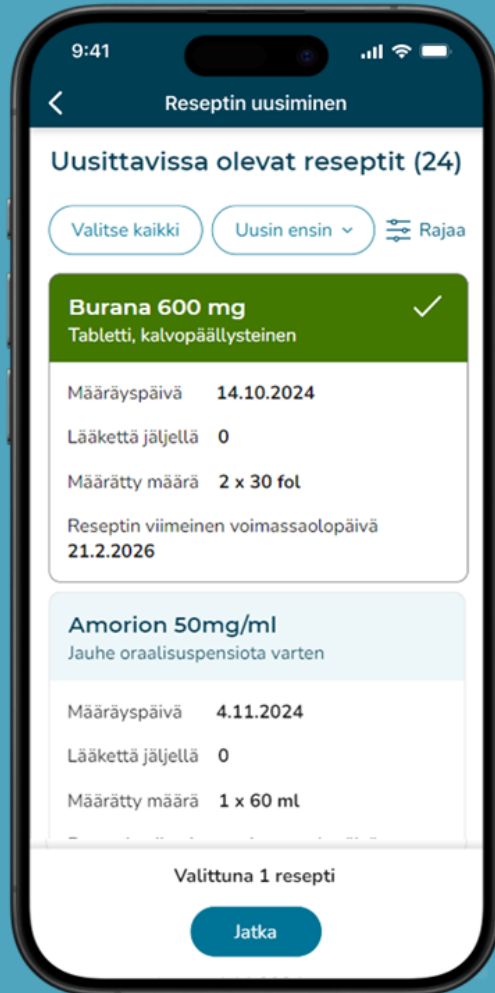 9:41
Reseptin uusiminen
Uusittavissa olevat reseptit (24)
Valitse kaikki
Uusin ensin
Rajaa
Burana 600 mg
Tabletti, kalvopäällysteinen
Määräyspäivä 14.10.2024
Lääkettä jäljellä 0
Määrätty määrä 2 x 30 fol
Reseptin viimeinen voimassaolopäivä
21.2.2026
Amorion 50mg/ml
Jauhe oraalisuspensiota varten
Määräyspäivä 4.11.2024
Lääkettä jäljellä 0
Määrätty määrä 1 x 60 ml
Valittuna 1 resepti
Jatka